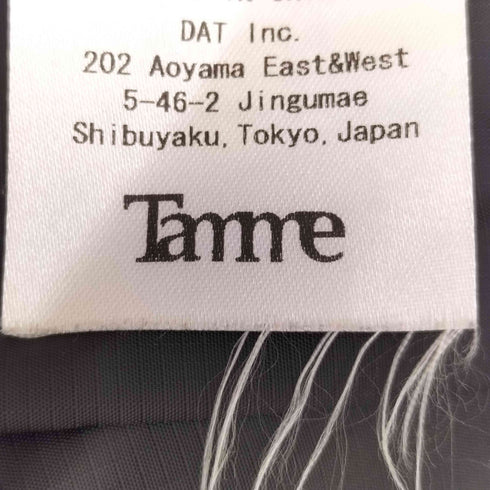 DAT Inc.
202 Aoyama East&West
5-46-2 Jingumae
Shibuyaku, Tokyo, Japan
Tamme